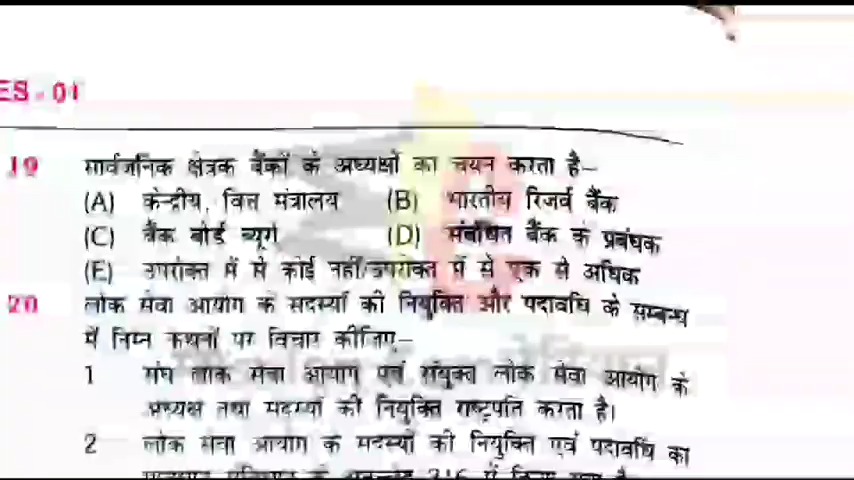 ES - 01
19 सार्वजनिक क्षेत्रक बैंकों के अध्यक्षों का चयन करता है–
(A) केन्द्रीय वित्त मंत्रालय (B) भारतीय रिजर्व बैंक
(C) बैंक बोर्ड ब्यूरो (D) संबंधित बैंक के प्रबंधक
(E) उपरोक्त में से कोई नहीं/उपरोक्त में से एक से अधिक
20 लोक सेवा आयोग के सदस्यों की नियुक्ति और पदावधि के सम्बन्ध
में निम्न कथनों पर विचार कीजिए–
1 संघ लोक सेवा आयोग एवं संयुक्त लोक सेवा आयोग के
अध्यक्ष तथा सदस्यों की नियुक्ति राष्ट्रपति करता है।
2 लोक सेवा आयोग के सदस्यों की नियुक्ति एवं पदावधि का
316 में किया गया है